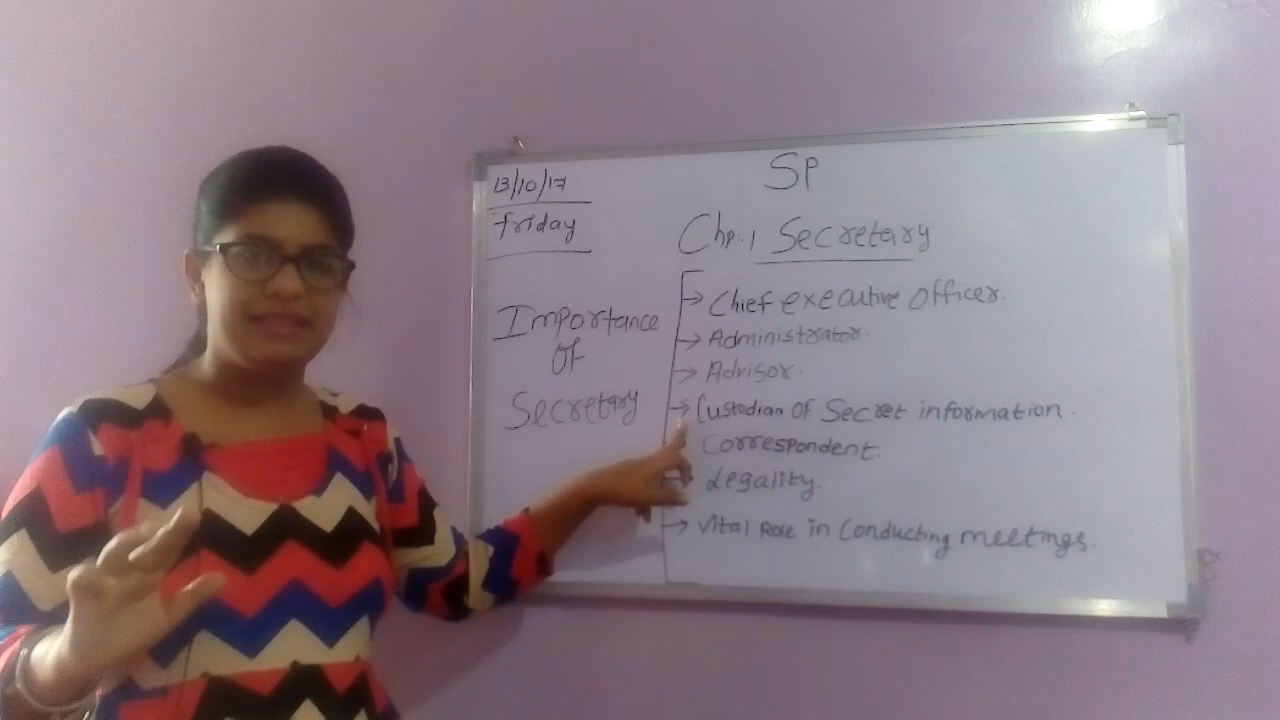 13/10/17
friday
SP
Chp-1 Secretary
Importance
Of
Secretary
Chief executive Officer.
Administrator.
Advisor.
Custodian Of Secret information.
Correspondent.
Legality.
Vital Role in Conducting meetings.